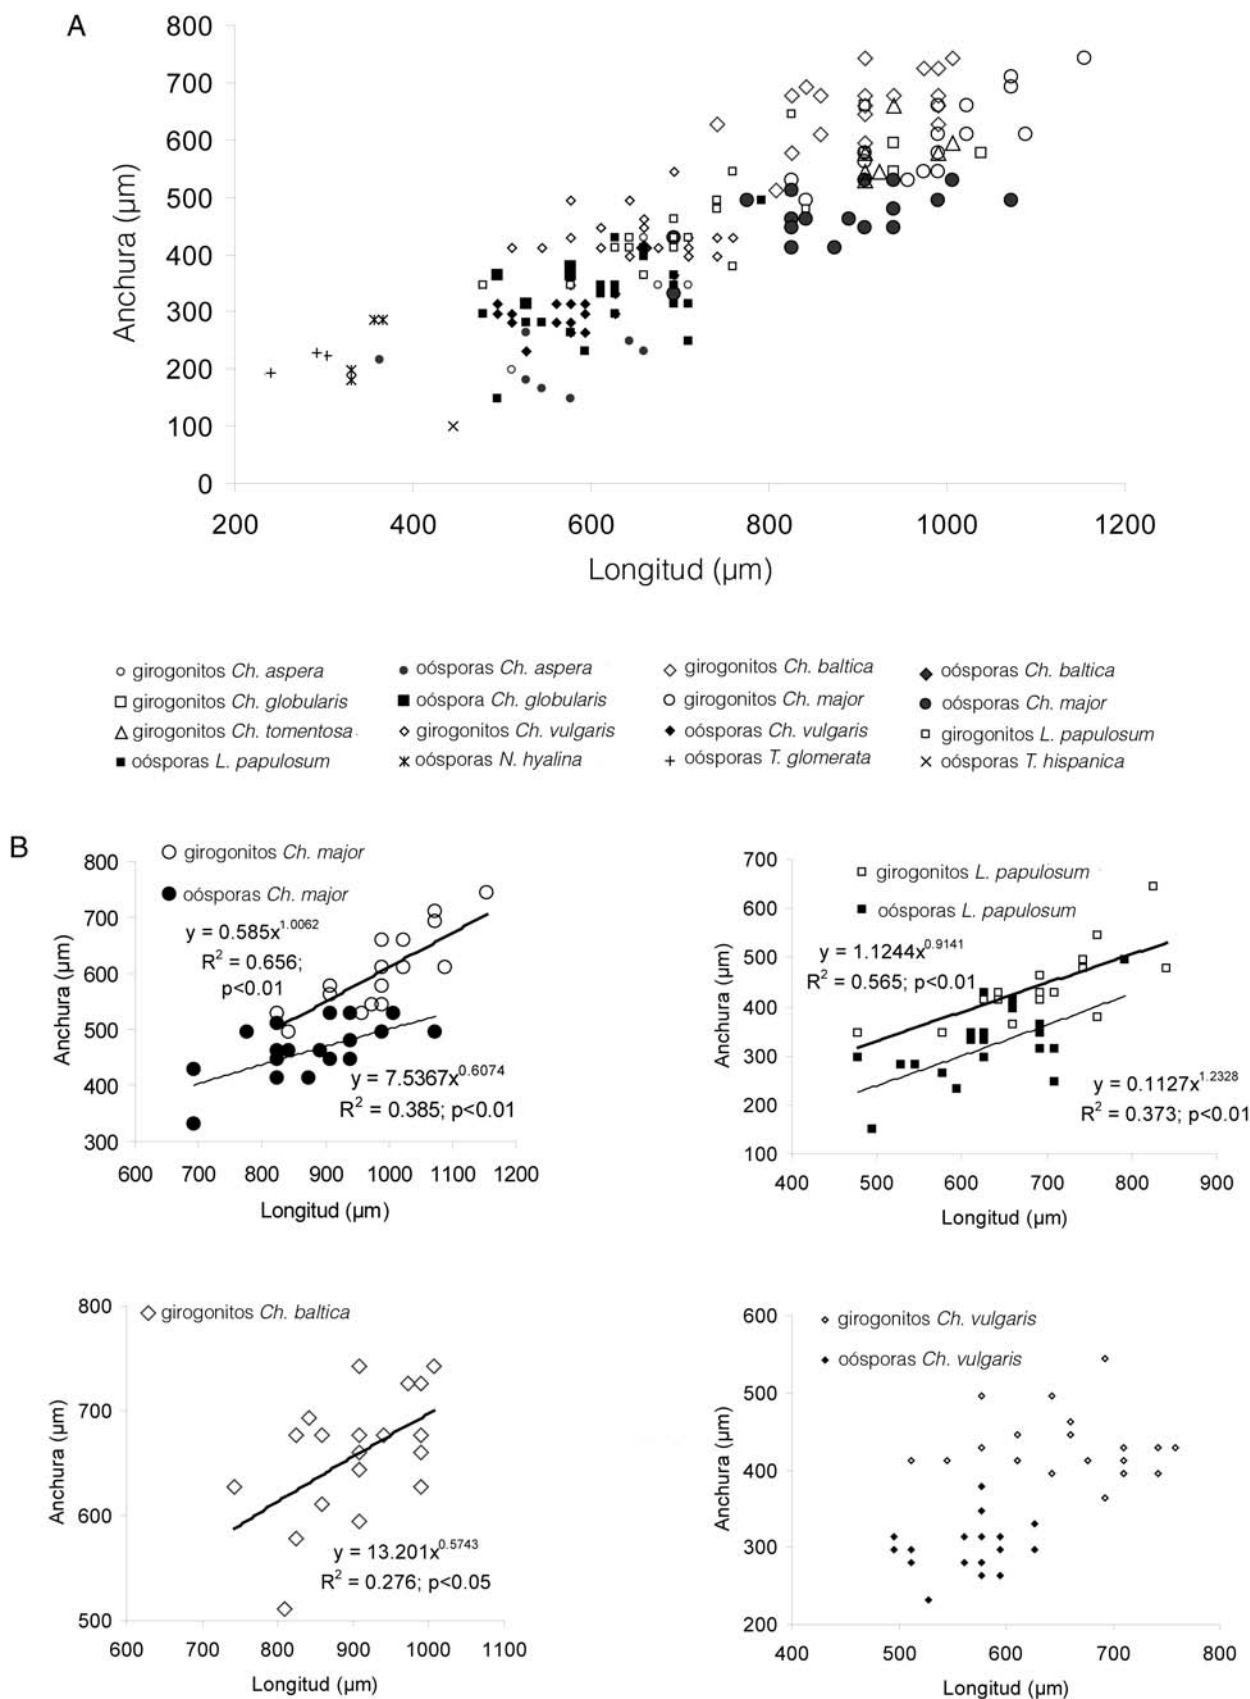 A
800
700
600
500
400
300
200
100
0
Anchura (µm)
200 400 600 800 1000 1200
Longitud (µm)
girogonitos Ch. aspera oósporas Ch. aspera girogonitos Ch. baltica oósporas Ch. baltica
girogonitos Ch. globularis oóspora Ch. globularis girogonitos Ch. major oósporas Ch. major
girogonitos Ch. tomentosa girogonitos Ch. vulgaris oósporas Ch. vulgaris girogonitos L. papulosum
oósporas L. papulosum oósporas N. hyalina oósporas T. glomerata oósporas T. hispanica
B
girogonitos Ch. major
oósporas Ch. major
y = 0.585x^1.0062
R² = 0.656;
p<0.01
y = 7.5367x^0.6074
R² = 0.385; p<0.01
800
700
600
500
400
300
Anchura (µm)
600 700 800 900 1000 1100 1200
Longitud (µm)
girogonitos L. papulosum
oósporas L. papulosum
y = 1.1244x^0.9141
R² = 0.565; p<0.01
y = 0.1127x^1.2328
R² = 0.373; p<0.01
700
600
500
400
300
200
100
Anchura (µm)
400 500 600 700 800 900
Longitud (µm)
girogonitos Ch. baltica
y = 13.201x^0.5743
R² = 0.276; p<0.05
800
700
600
500
Anchura (µm)
600 700 800 900 1000 1100
Longitud (µm)
girogonitos Ch. vulgaris
oósporas Ch. vulgaris
600
500
400
300
200
Anchura (µm)
400 500 600 700 800
Longitud (µm)